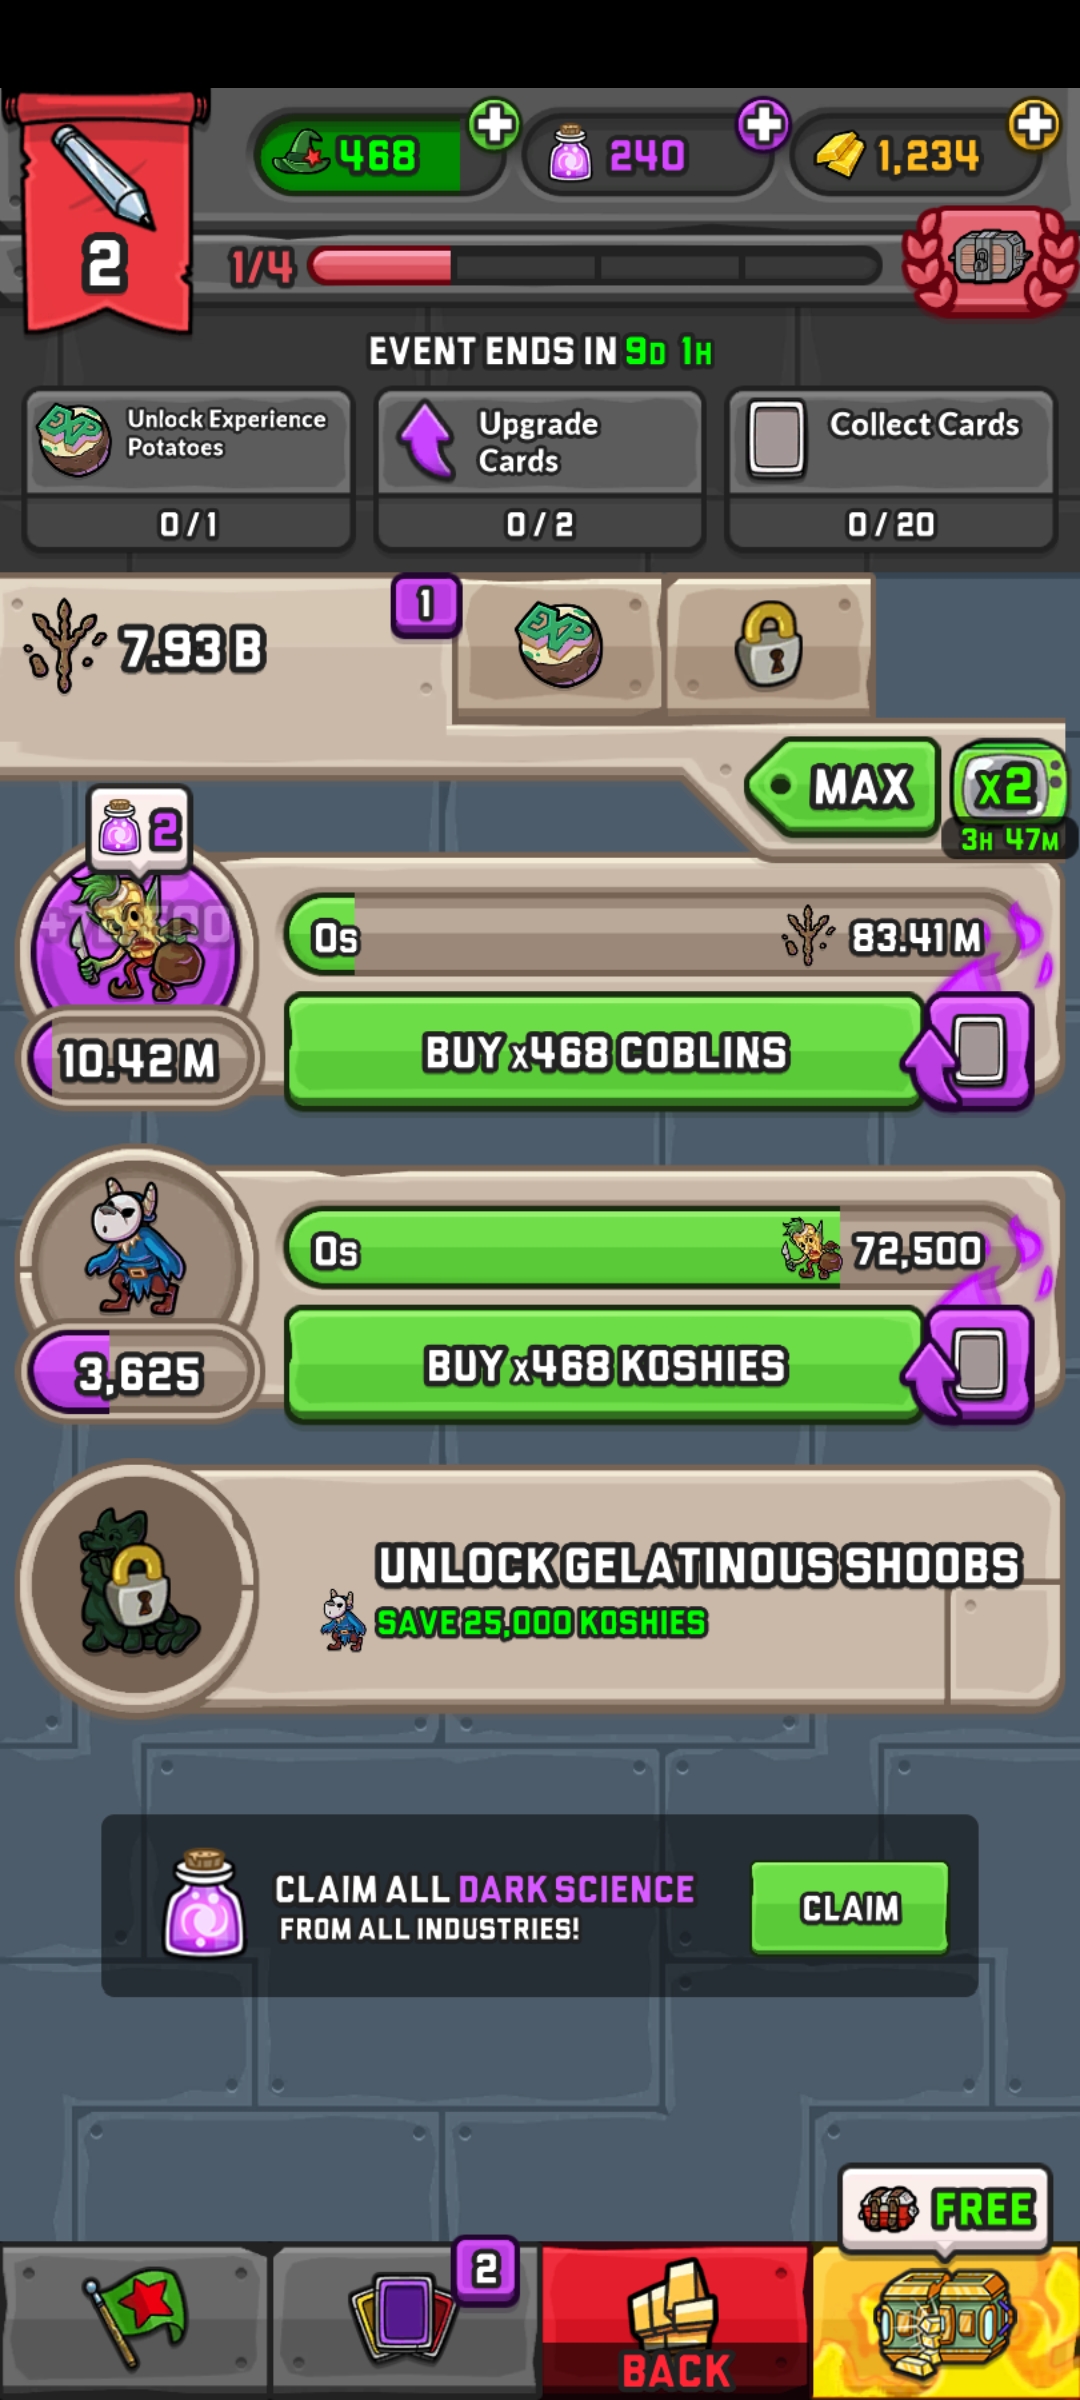 468
240
1,234
2
1/4
EVENT ENDS IN 9D 1H
Unlock Experience
Potatoes
0/1
Upgrade
Cards
0/2
Collect Cards
0/20
7.93 B
1
EXP
MAX
x2
3H 47M
2
0s
83.41 M
10.42 M
BUY x468 COBLINS
0s
72,500
3,625
BUY x468 KOSHIES
UNLOCK GELATINOUS SHOOBS
SAVE 25,000 KOSHIES
CLAIM ALL DARK SCIENCE
FROM ALL INDUSTRIES!
CLAIM
FREE
2
BACK